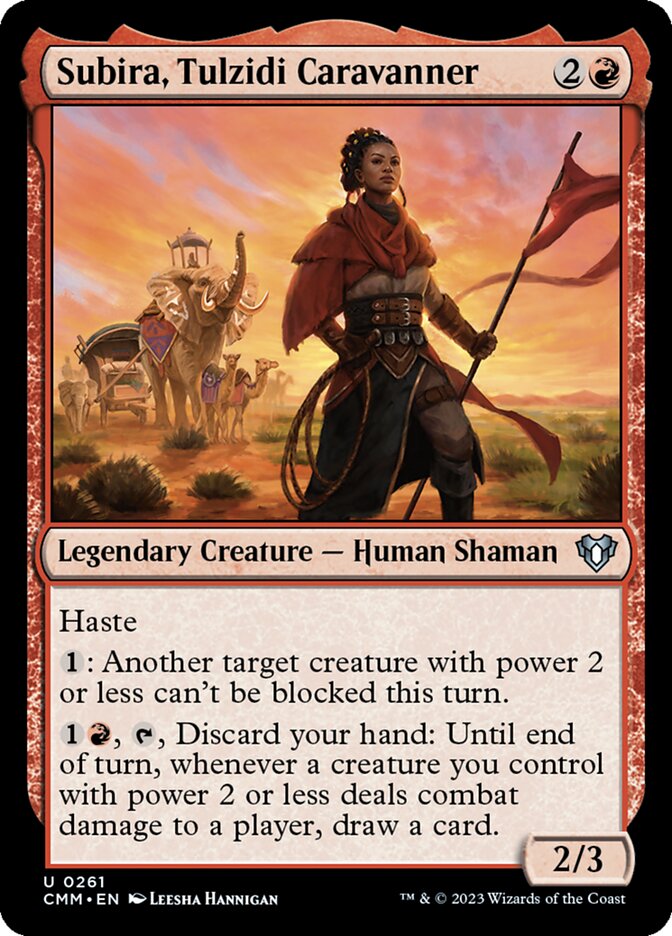 Subira, Tulzidi Caravanner 2
Legendary Creature — Human Shaman
Haste
1: Another target creature with power 2
or less can't be blocked this turn.
1, , Discard your hand: Until end
of turn, whenever a creature you control
with power 2 or less deals combat
damage to a player, draw a card.
2/3
U 0261
CMM • EN Leesha Hannigan ™ & © 2023 Wizards of the Coast